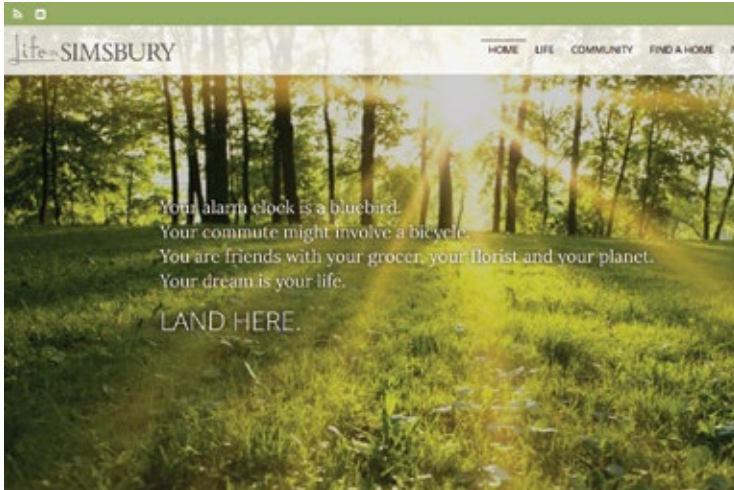 Life in SIMSBURY
HOME LIFE COMMUNITY FIND A HOME
Your alarm clock is a bluebird.
Your commute might involve a bicycle.
You are friends with your grocer, your florist and your planet.
Your dream is your life.
LAND HERE.